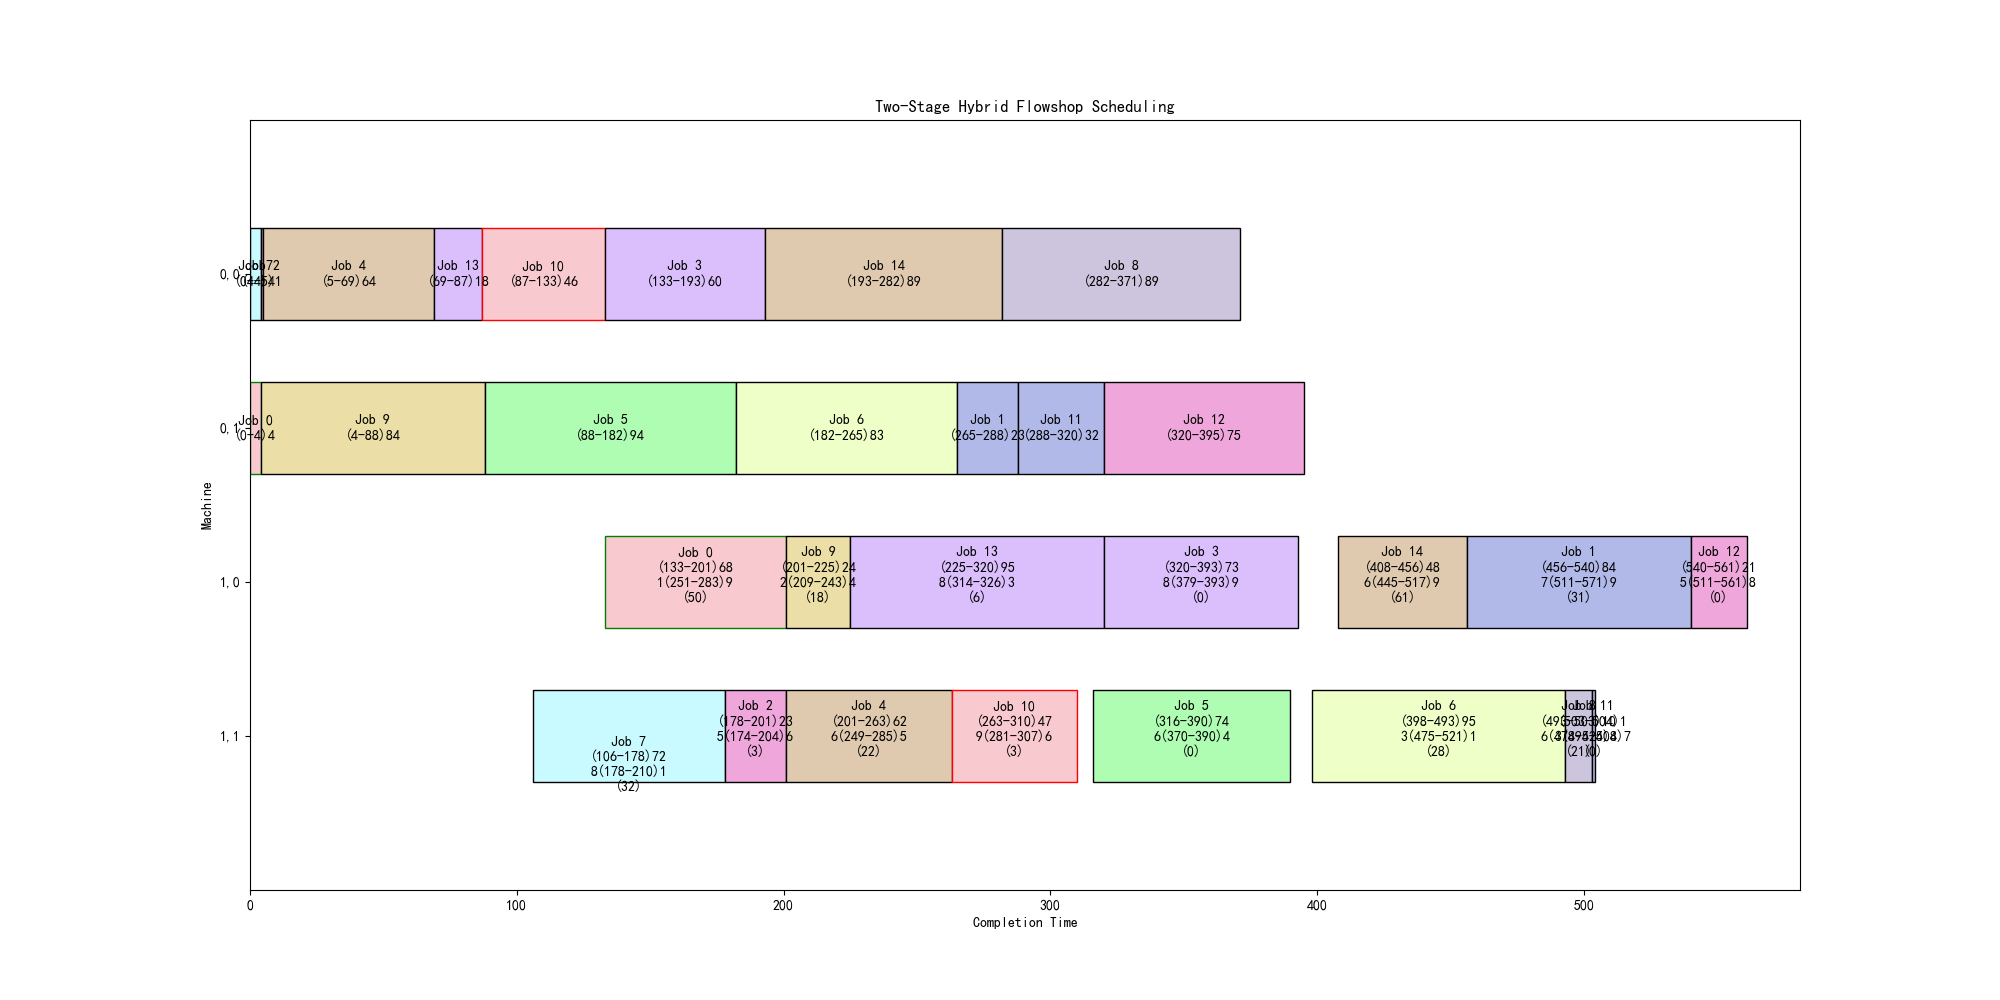 Two-Stage Hybrid Flowshop Scheduling
Job 4
(5-69)64
Job 13
(69-87)18
Job 10
(87-133)46
Job 3
(133-193)60
Job 14
(193-282)89
Job 8
(282-371)89
0,0
Job 0
(0-4)4
Job 9
(4-88)84
Job 5
(88-182)94
Job 6
(182-265)83
Job 1
(265-288)23
Job 11
(288-320)32
Job 12
(320-395)75
Machine
Job 0
(133-201)68
1(251-283)9
(50)
Job 9
(201-225)24
2(209-243)4
(18)
Job 13
(225-320)95
8(314-326)3
(6)
Job 3
(320-393)73
8(379-393)9
(0)
Job 14
(408-456)48
6(445-517)9
(61)
Job 1
(456-540)84
7(511-571)9
(31)
Job 12
(540-561)21
5(511-561)8
(0)
1,0
Job 7
(106-178)72
8(178-210)1
(32)
Job 2
(178-201)23
5(174-204)6
(3)
Job 4
(201-263)62
6(249-285)5
(22)
Job 10
(263-310)47
9(281-307)6
(3)
Job 5
(316-390)74
6(370-390)4
(0)
Job 6
(398-493)95
3(475-521)1
(28)
1,1
0
100
200
300
400
500
Completion Time